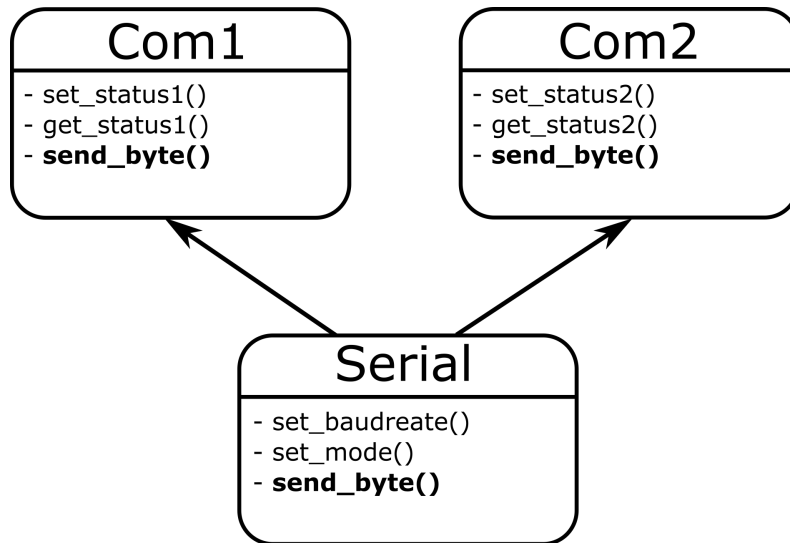 Com1
- set_status1()
- get_status1()
- send_byte()
Com2
- set_status2()
- get_status2()
- send_byte()
Serial
- set_baudreate()
- set_mode()
- send_byte()